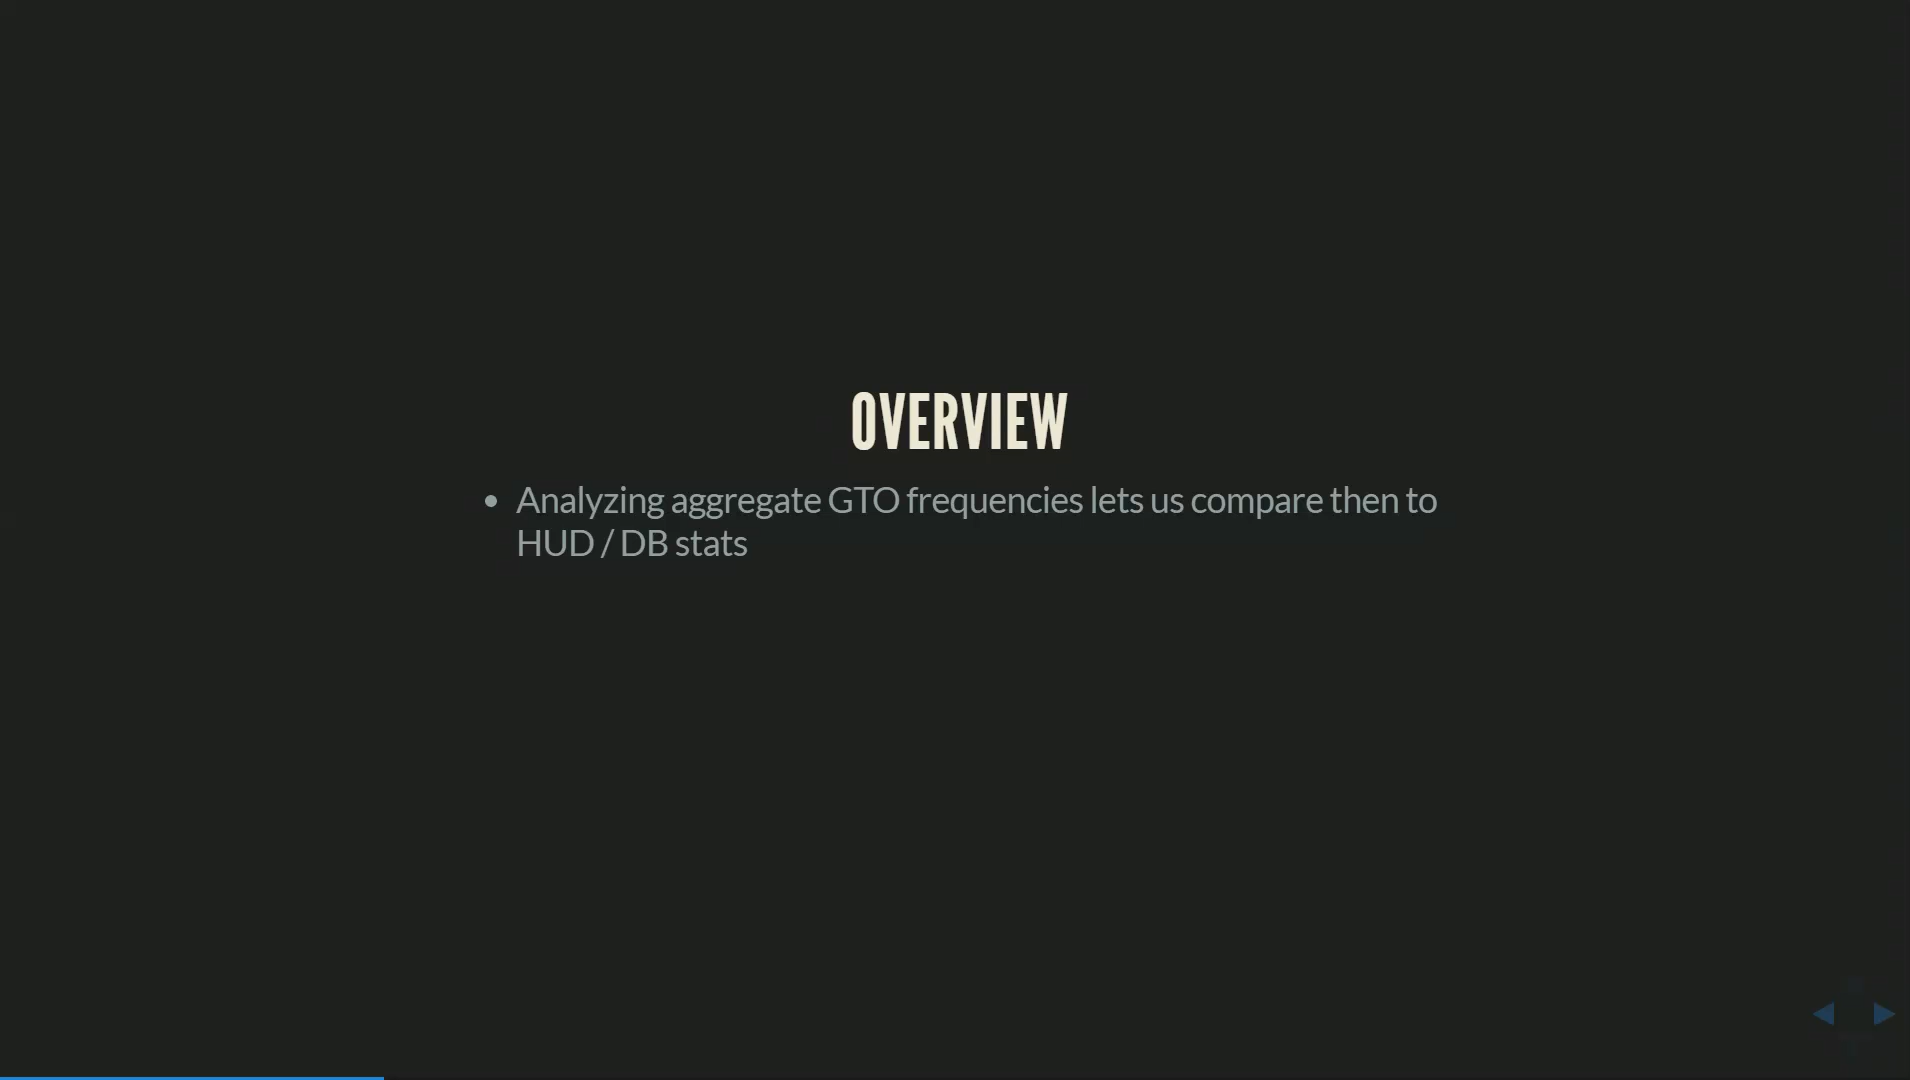 OVERVIEW
Analyzing aggregate GTO frequencies lets us compare then to
HUD / DB stats